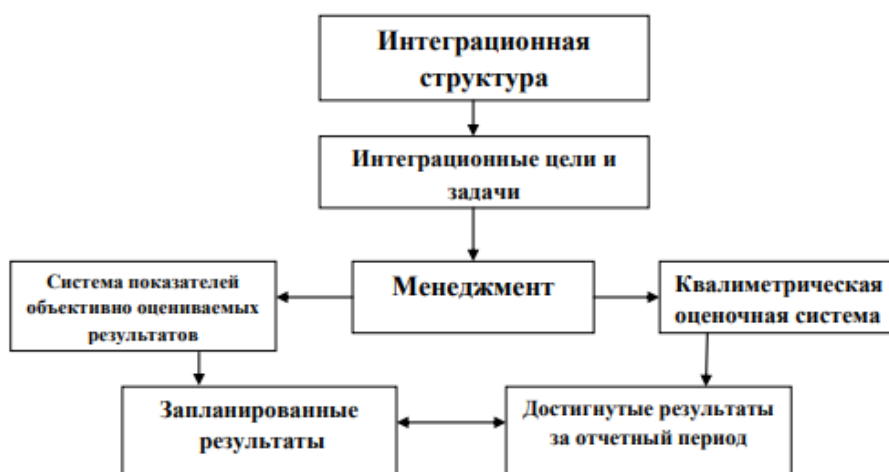 Интеграционная
структура
Интеграционные цели и
задачи
Система показателей
объективно оцениваемых
результатов
Менеджмент
Квалиметрическая
оценочная система
Запланированные
результаты
Достигнутые результаты
за отчетный период